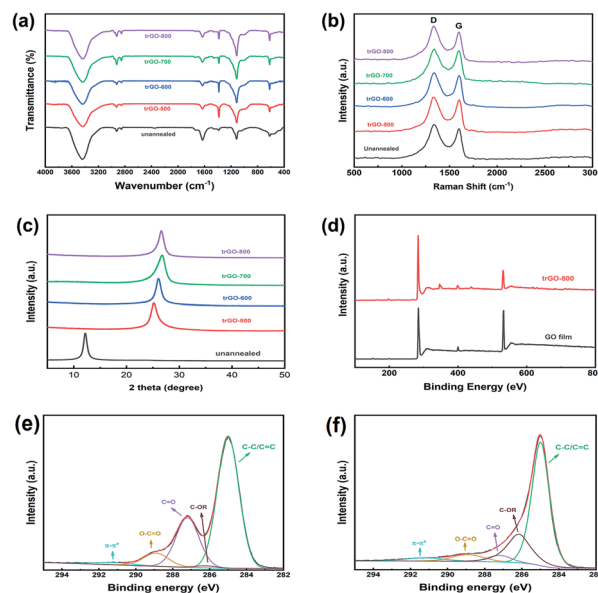 (a)
trGO-800
trGO-700
trGO-600
trGO-500
unannealed
Transmittance (%)
4000 3600 3200 2800 2400 2000 1600 1200 800 400
Wavenumber (cm-1)
(b)
D G
trGO-800
trGO-700
trGO-600
trGO-500
Unannealed
Intensity (a.u.)
500 1000 1500 2000 2500 300
Raman Shift (cm-1)
(c)
trGO-800
trGO-700
trGO-600
trGO-500
unannealed
Intensity (a.u.)
10 20 30 40 50
2 theta (degree)
(d)
trGO-800
GO film
Intensity (a.u.)
200 400 600 80
Binding Energy (eV)
(e)
C-C/C=C
C=O
C-OR
O-C=O
π-π*
Intensity (a.u.)
294 292 290 288 286 284 282
Binding Energy (eV)
(f)
C-C/C=C
C-OR
C=O
O-C=O
π-π*
Intensity (a.u.)
294 292 290 288 286 284 28
Binding Energy (eV)